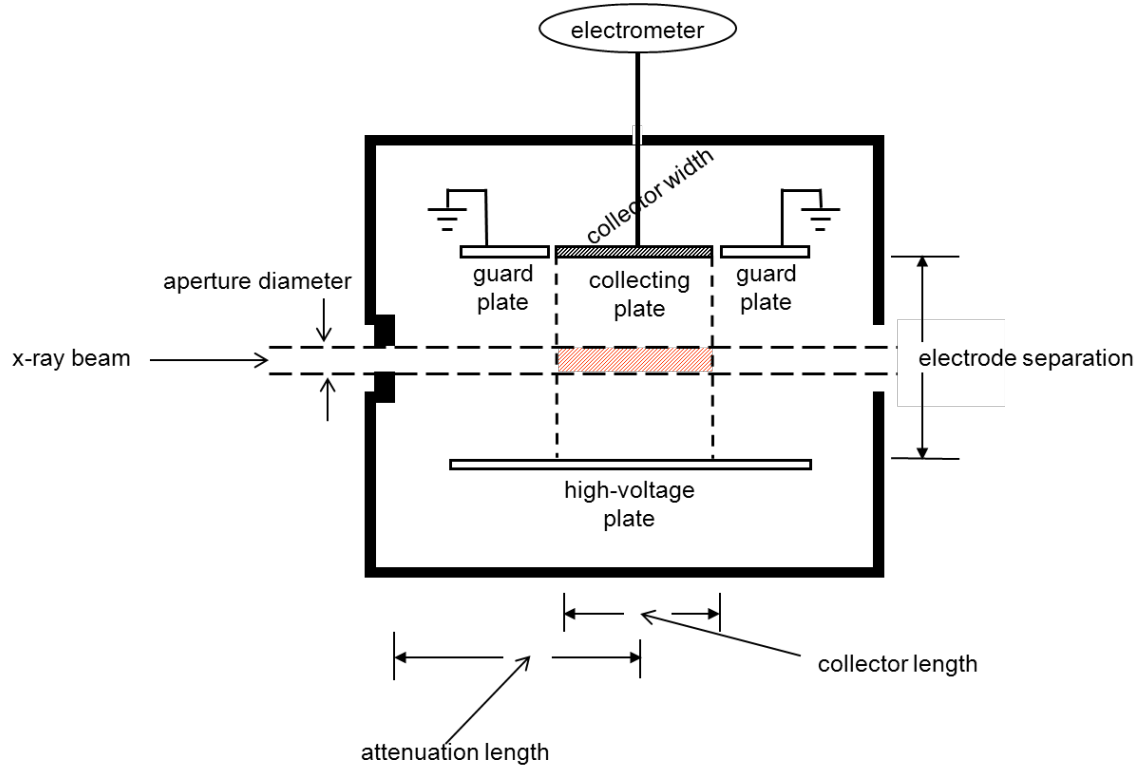 electrometer
collector width
guard
plate
collecting
plate
guard
plate
aperture diameter
x-ray beam
electrode separation
high-voltage
plate
collector length
attenuation length